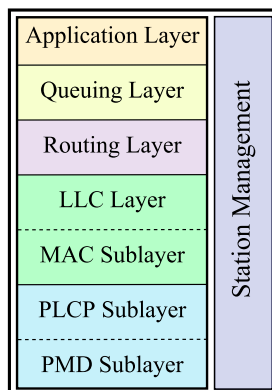 Application Layer
Queuing Layer
Routing Layer
LLC Layer
MAC Sublayer
PLCP Sublayer
PMD Sublayer
Station Management